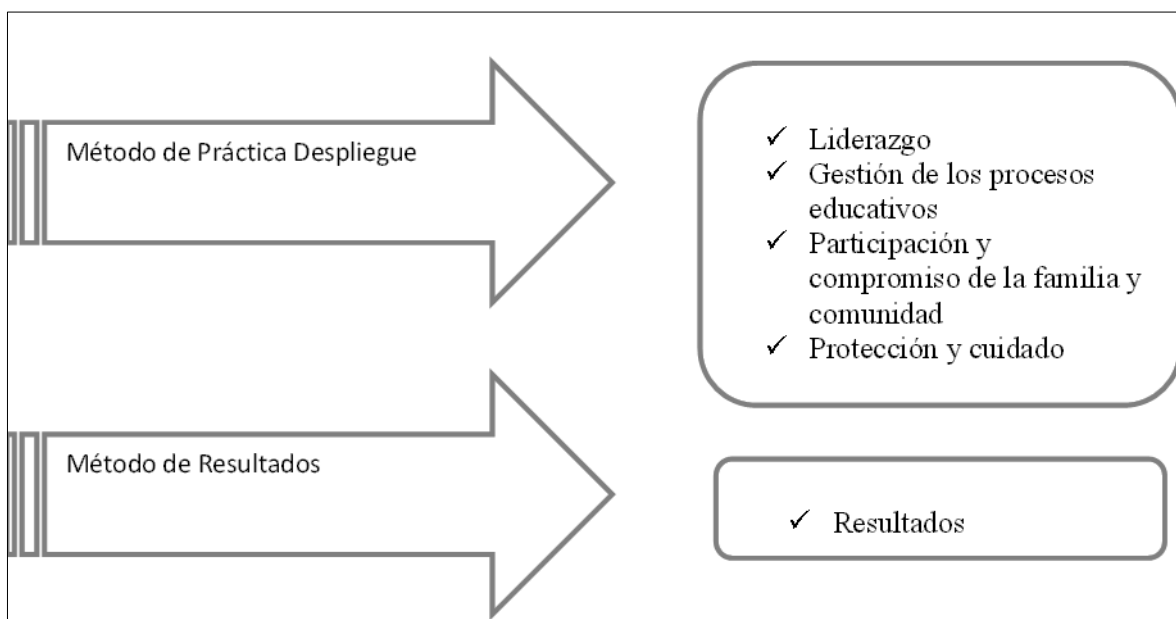 Método de Práctica Despliegue
✓ Liderazgo
✓ Gestión de los procesos
educativos
✓ Participación y
compromiso de la familia y
comunidad
✓ Protección y cuidado
Método de Resultados
✓ Resultados